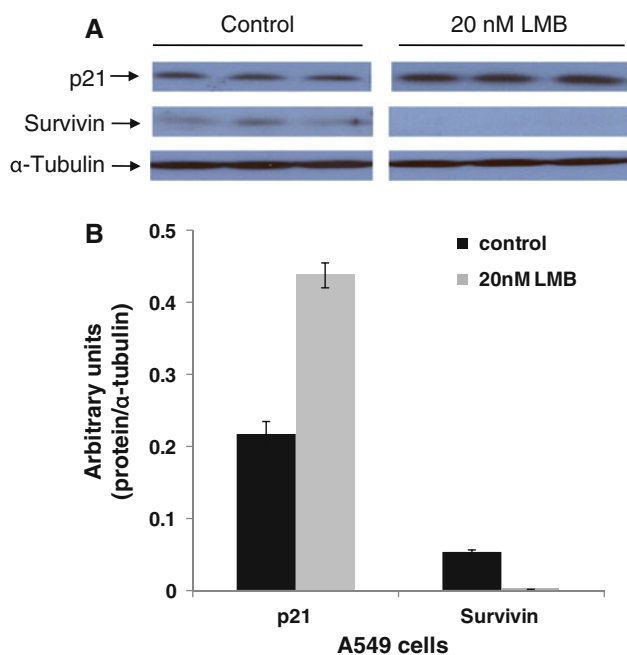 A
Control
20 nM LMB
p21
Survivin
α-Tubulin
B
0.5
0.4
0.3
0.2
0.1
0
Arbitrary units
(protein/α-tubulin)
control
20nM LMB
p21
Survivin
A549 cells